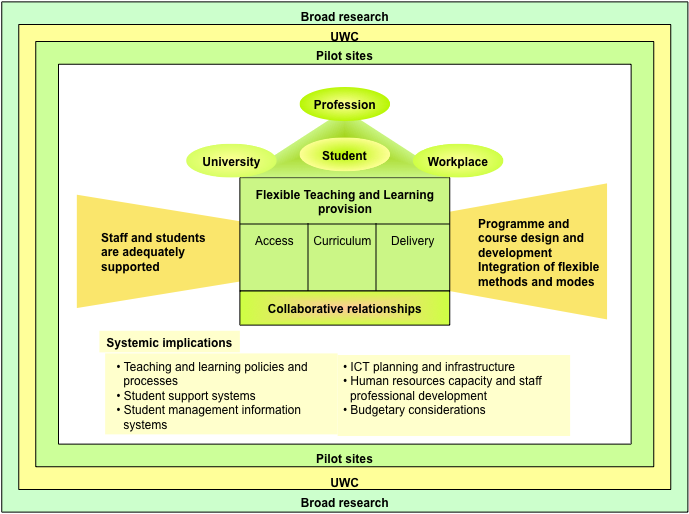 Broad research
UWC
Pilot sites
Profession
University
Student
Workplace
Flexible Teaching and Learning
provision
Access
Curriculum
Delivery
Collaborative relationships
Staff and students
are adequately
supported
Programme and
course design and
development
Integration of flexible
methods and modes
Systemic implications
• Teaching and learning policies and
processes
• Student support systems
• Student management information
systems
• ICT planning and infrastructure
• Human resources capacity and staff
professional development
• Budgetary considerations
Pilot sites
UWC
Broad research